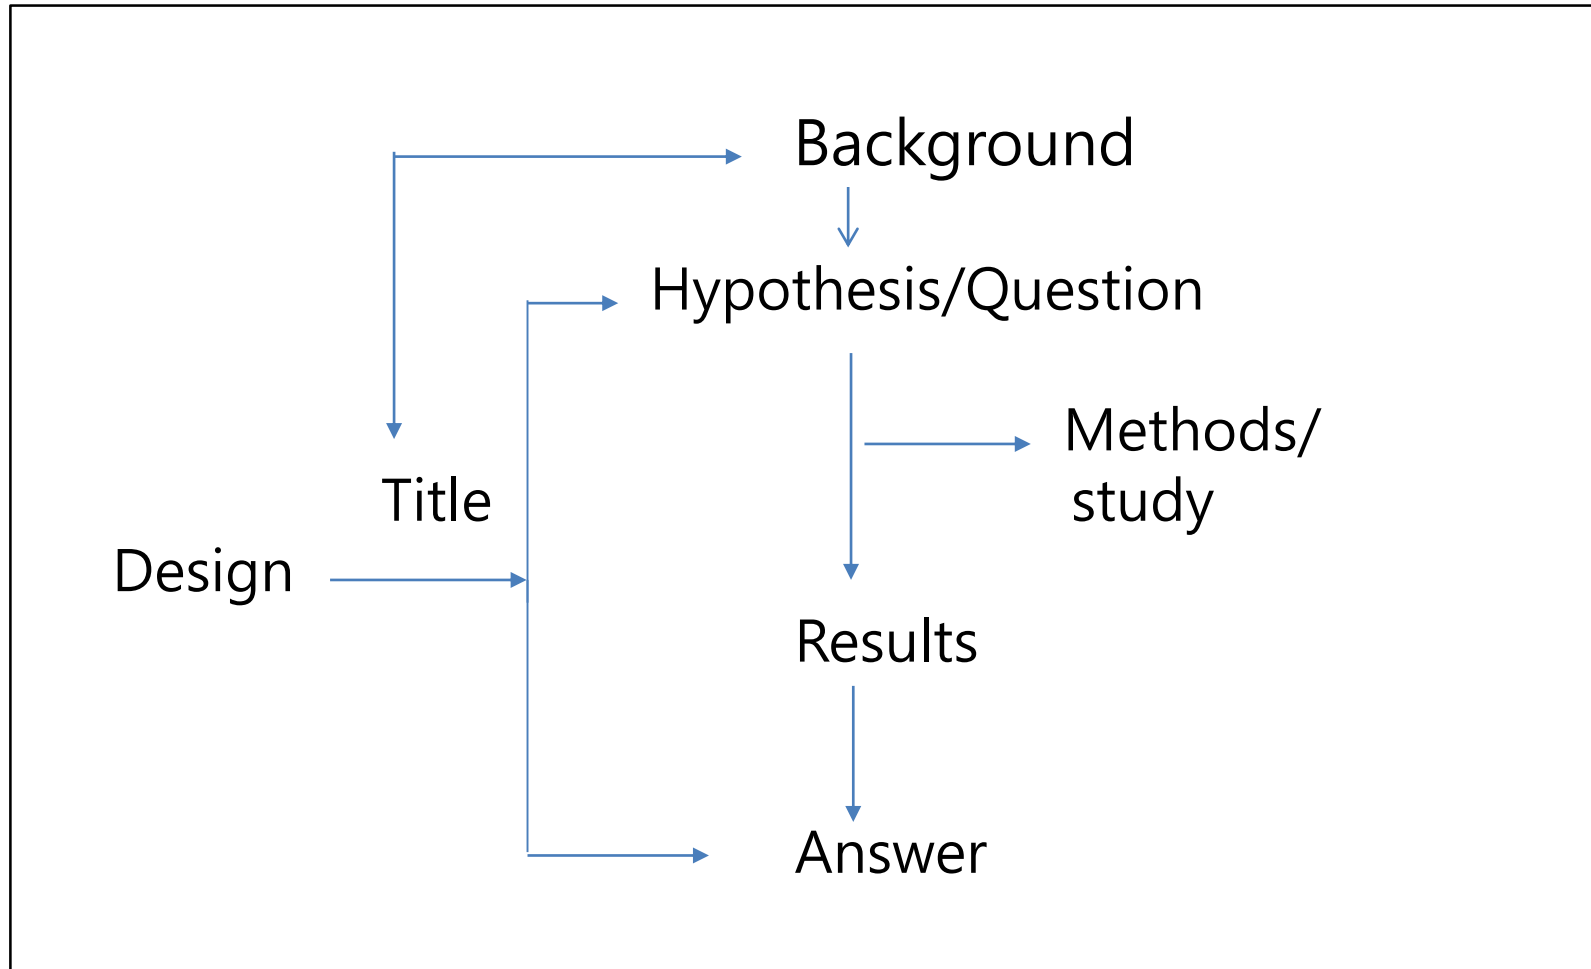 Background
Hypothesis/Question
Methods/
study
Title
Design
Results
Answer